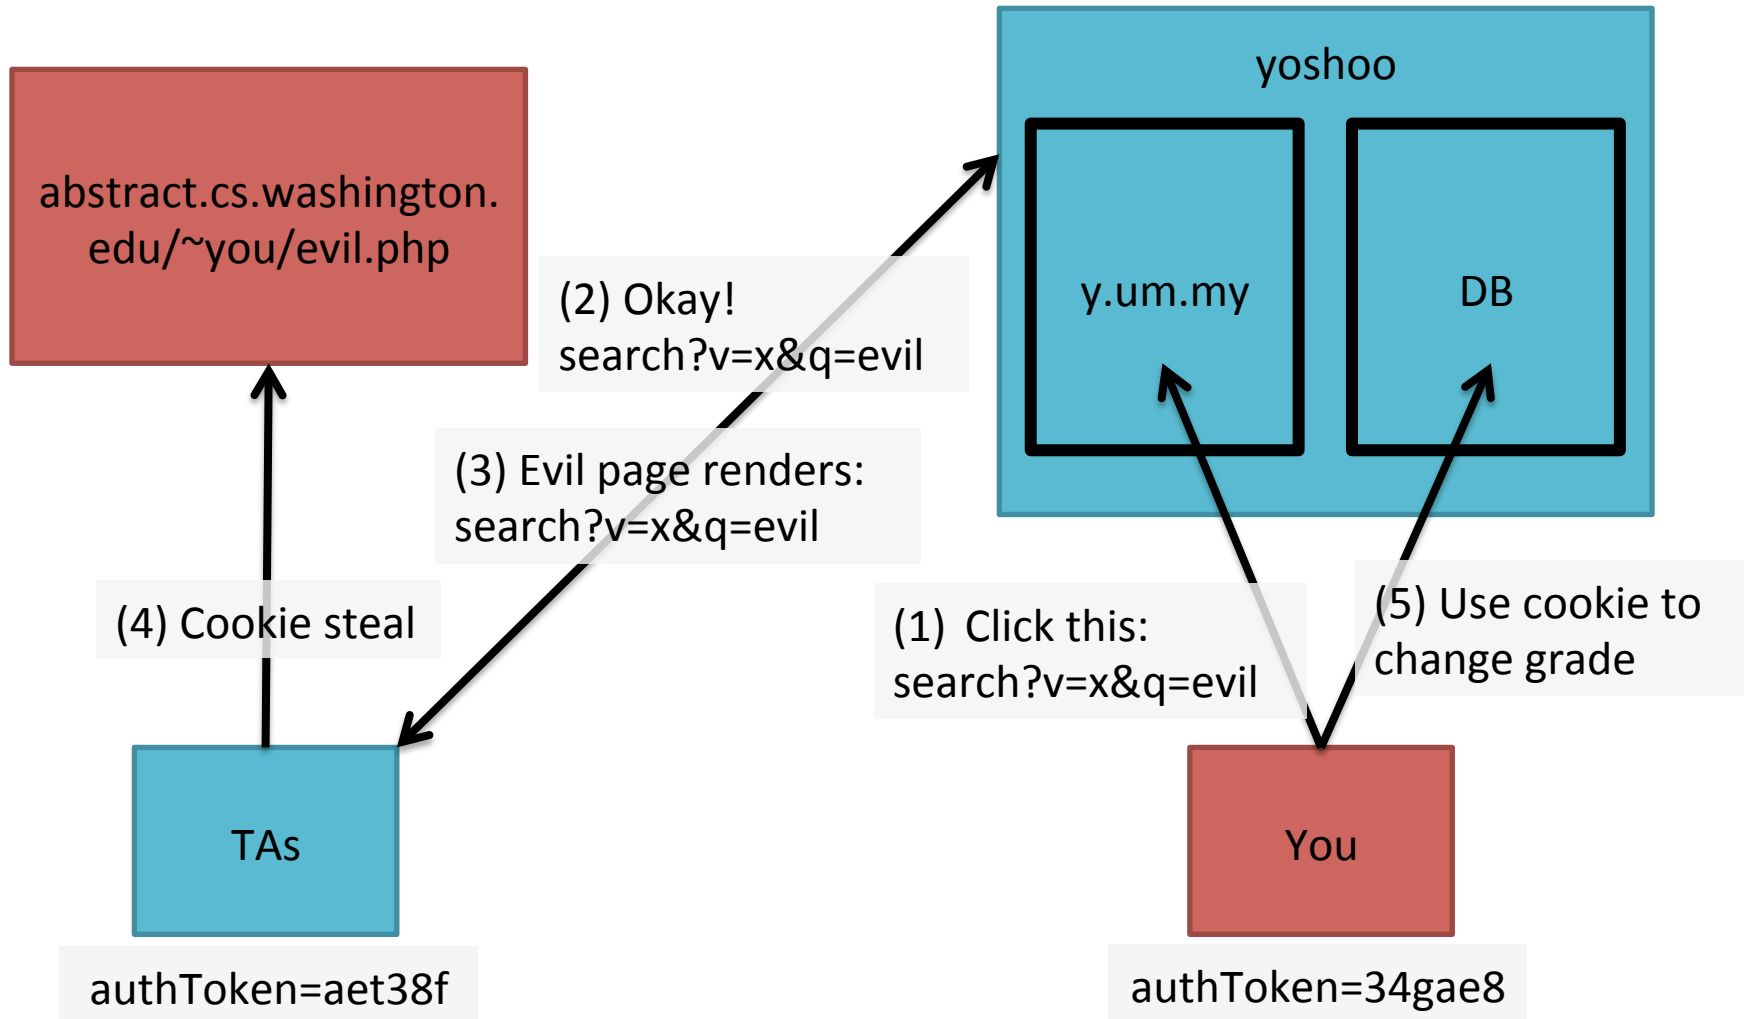 yoshoo
abstract.cs.washington.
edu/~you/evil.php
y.um.my
DB
(2) Okay!
search?v=x&q=evil
(3) Evil page renders:
search?v=x&q=evil
(4) Cookie steal
(1) Click this:
search?v=x&q=evil
(5) Use cookie to
change grade
TAs
You
authToken=aet38f
authToken=34gae8